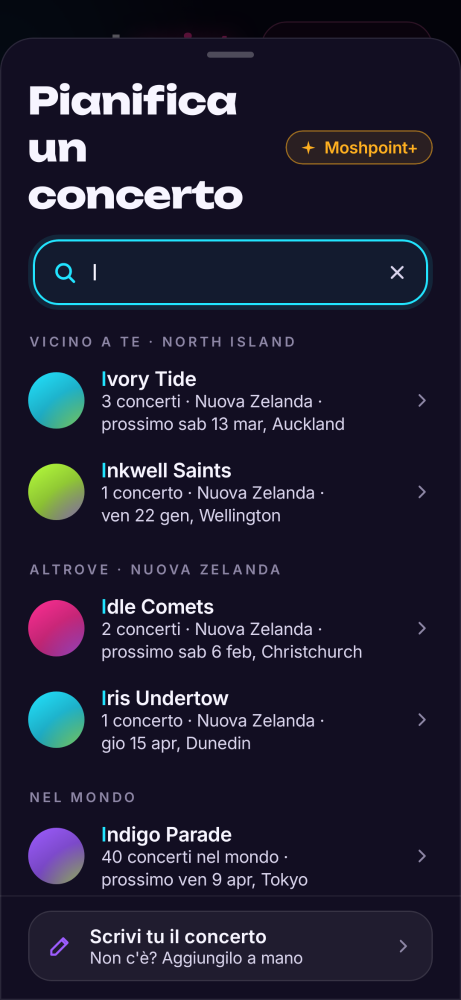 Pianifica
un
concerto
Moshpoint+
I
VICINO A TE · NORTH ISLAND
Ivory Tide
3 concerti · Nuova Zelanda ·
prossimo sab 13 mar, Auckland
Inkwell Saints
1 concerto · Nuova Zelanda ·
ven 22 gen, Wellington
ALTROVE · NUOVA ZELANDA
Idle Comets
2 concerti · Nuova Zelanda ·
prossimo sab 6 feb, Christchurch
Iris Undertow
1 concerto · Nuova Zelanda ·
gio 15 apr, Dunedin
NEL MONDO
Indigo Parade
40 concerti nel mondo ·
prossimo ven 9 apr, Tokyo
Scrivi tu il concerto
Non c'è? Aggiungilo a mano